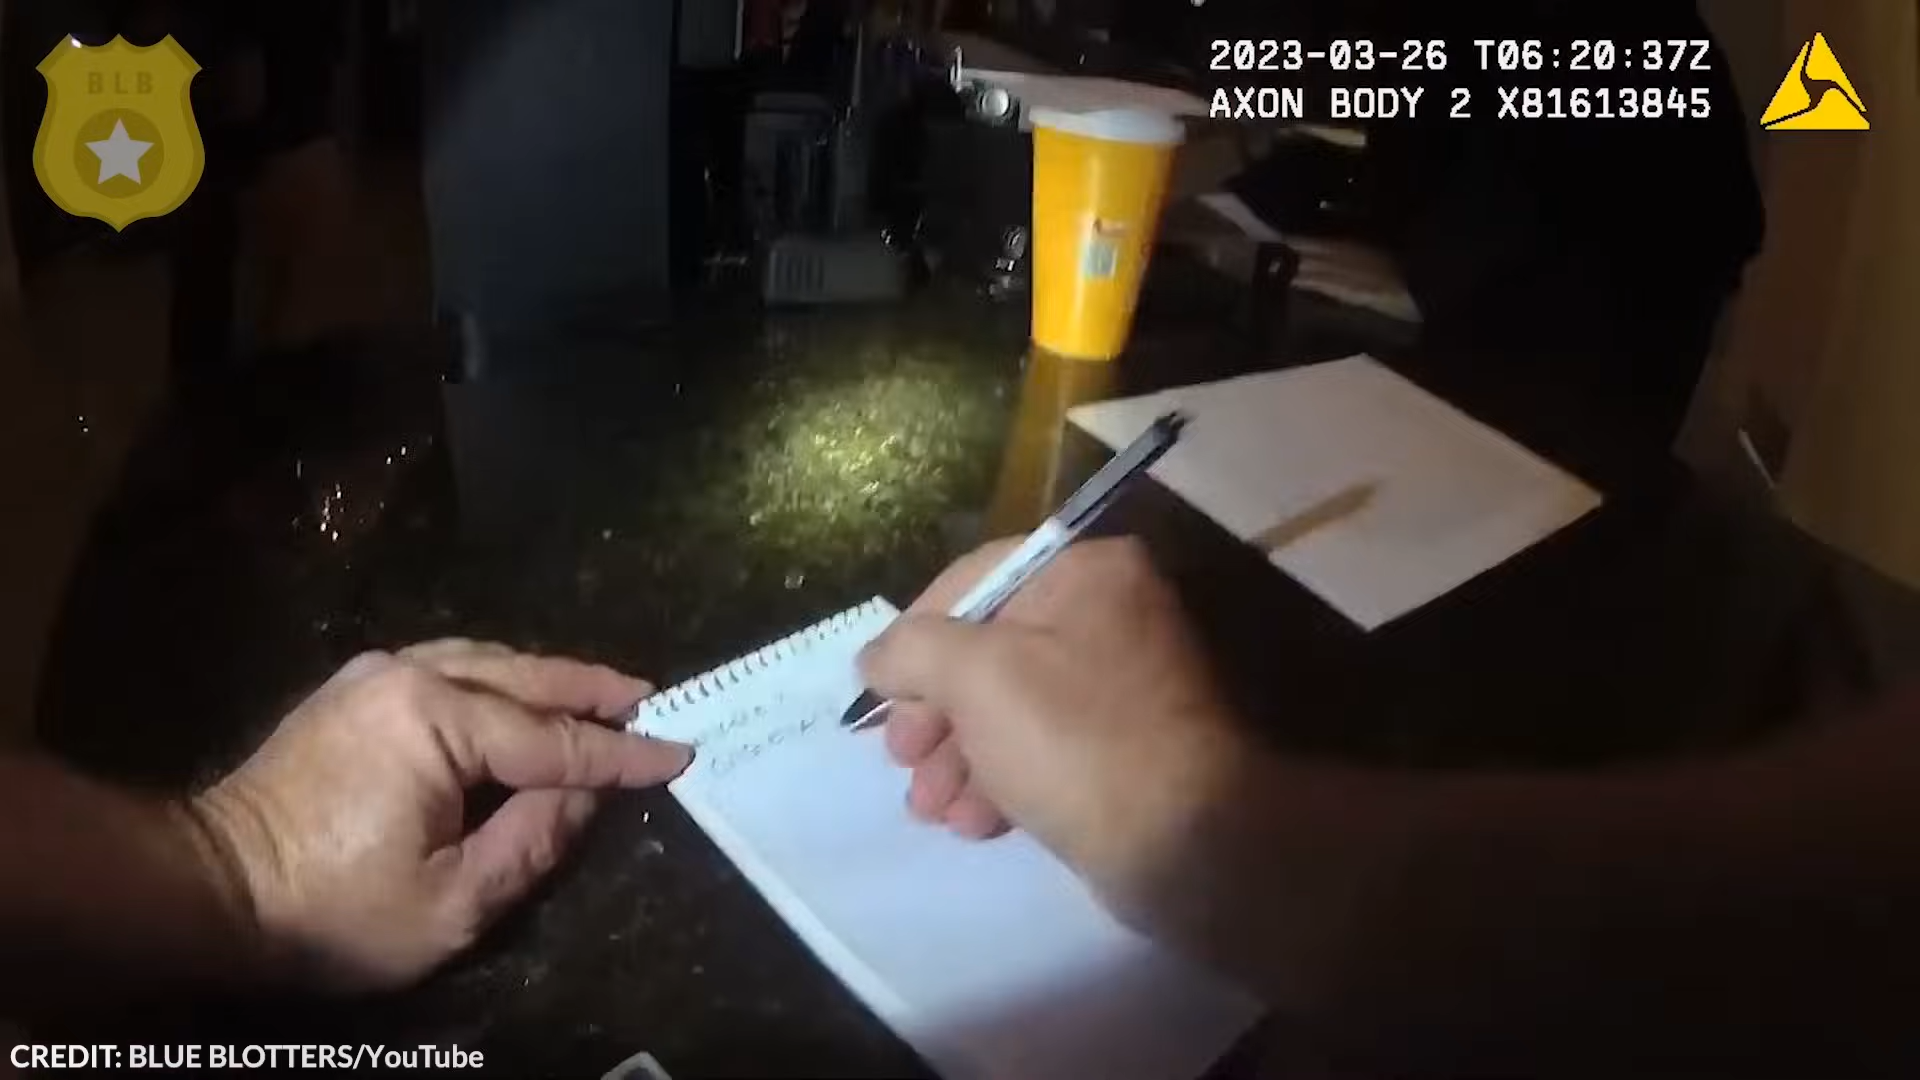 BLB
2023-03-26 T06:20:37Z
AXON BODY 2 X81613845
CREDIT: BLUE BLOTTERS/YouTube